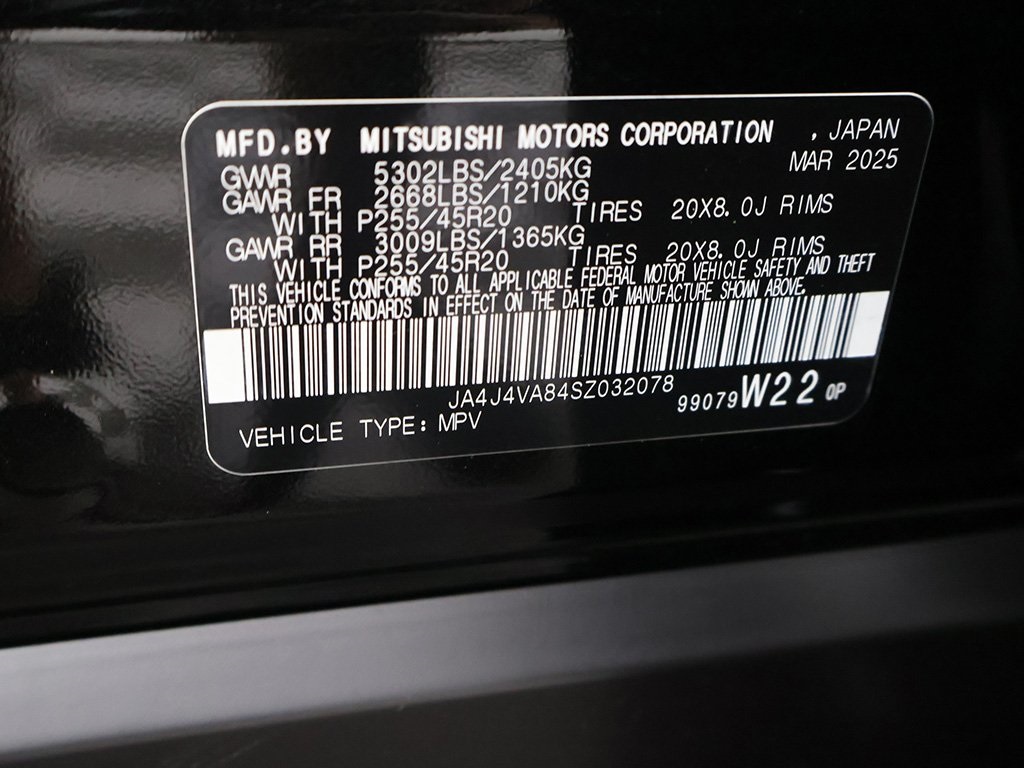 MFD.BY MITSUBISHI MOTORS CORPORATION , JAPAN
MAR 2025
GVWR 5302LBS/2405KG
GAWR FR 2668LBS/1210KG
WITH P255/45R20 TIRES 20X8.0J RIMS
GAWR RR 3009LBS/1365KG
WITH P255/45R20 TIRES 20X8.0J RIMS
THIS VEHICLE CONFORMS TO ALL APPLICABLE FEDERAL MOTOR VEHICLE SAFETY AND THEFT
PREVENTION STANDARDS IN EFFECT ON THE DATE OF MANUFACTURE SHOWN ABOVE.
JA4J4VA84SZ032078
99079 W22 0P
VEHICLE TYPE: MPV